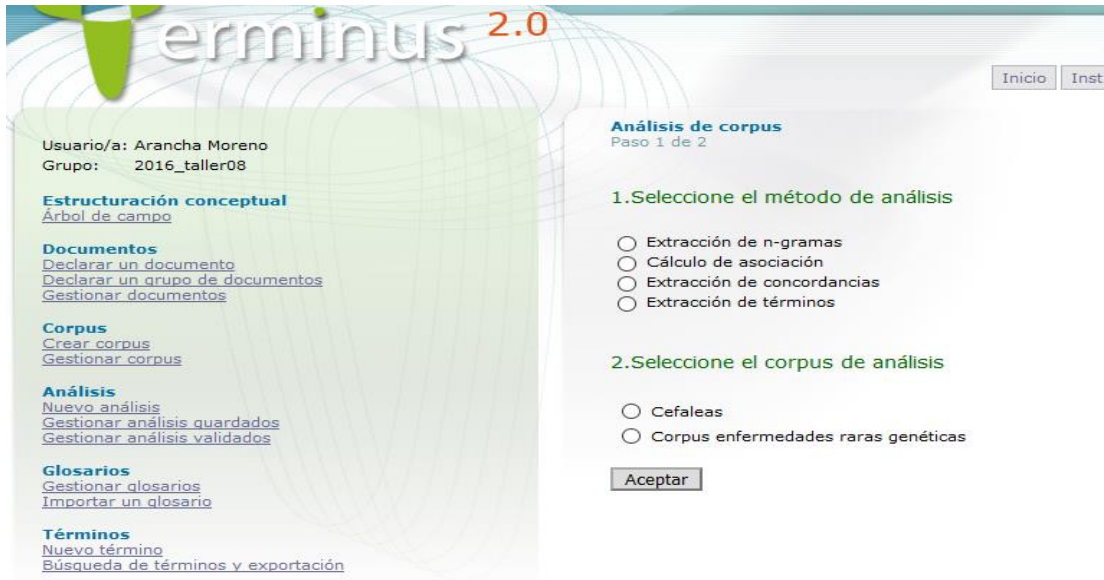 erminus 2.0
Inicio Inst
Usuario/a: Arancha Moreno
Grupo: 2016_taller08
Estructuración conceptual
Árbol de campo
Documentos
Declarar un documento
Declarar un grupo de documentos
Gestionar documentos
Corpus
Crear corpus
Gestionar corpus
Análisis
Nuevo análisis
Gestionar análisis guardados
Gestionar análisis validados
Glosarios
Gestionar glosarios
Importar un glosario
Términos
Nuevo término
Búsqueda de términos y exportación
Análisis de corpus
Paso 1 de 2
1.Seleccione el método de análisis
Extracción de n-gramas
Cálculo de asociación
Extracción de concordancias
Extracción de términos
2.Seleccione el corpus de análisis
Cefaleas
Corpus enfermedades raras genéticas
Aceptar